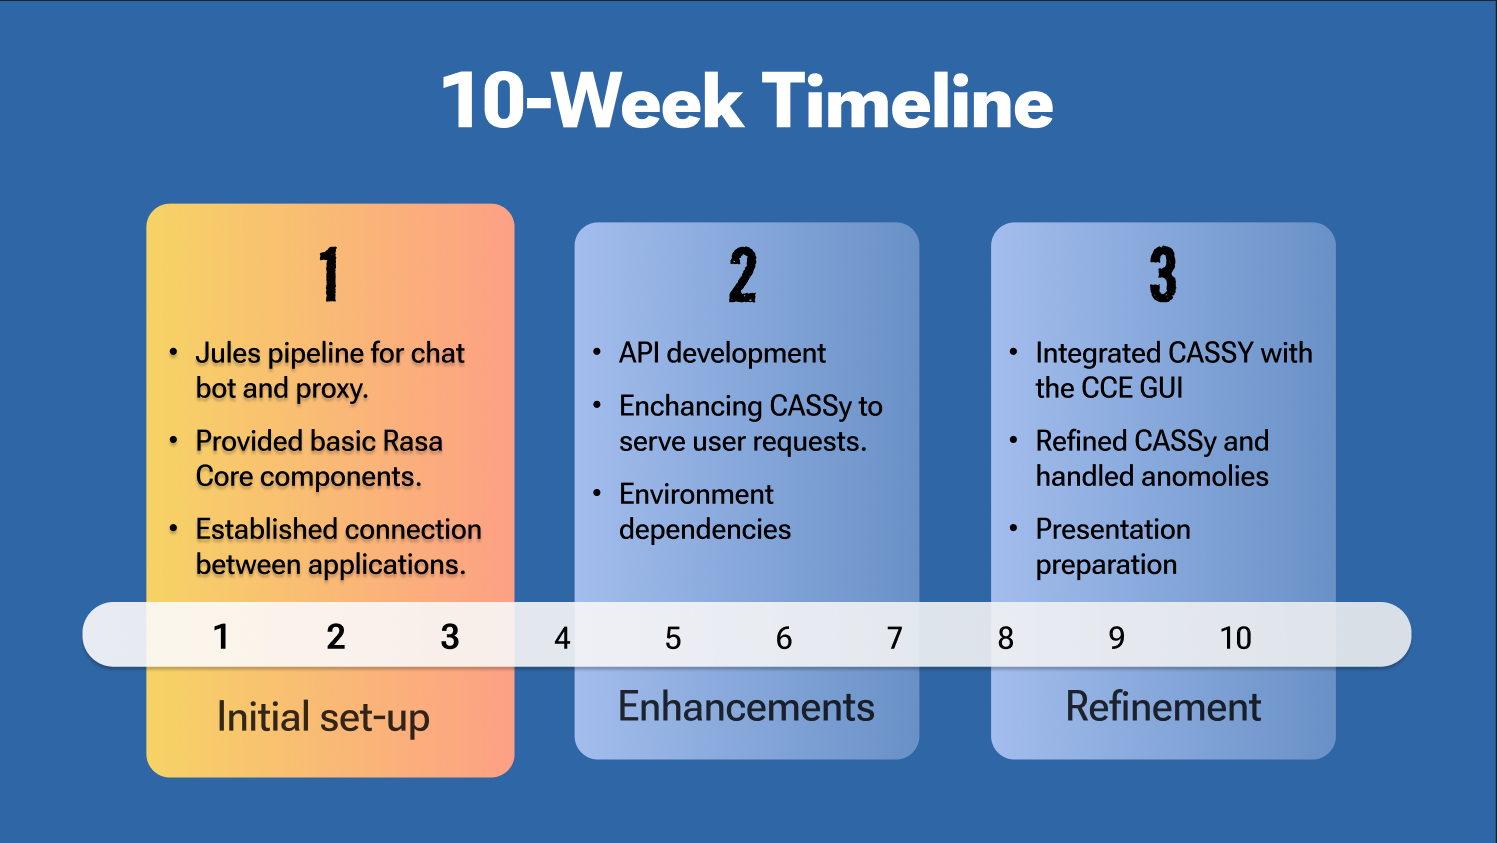 10-Week Timeline
1
• Jules pipeline for chat
bot and proxy.
• Provided basic Rasa
Core components.
• Established connection
between applications.
2
• API development
• Enchancing CASSy to
serve user requests.
• Environment
dependencies
3
• Integrated CASSY with
the CCE GUI
• Refined CASSy and
handled anomolies
• Presentation
preparation
1 2 3 4 5 6 7 8 9 10
Initial set-up
Enhancements
Refinement